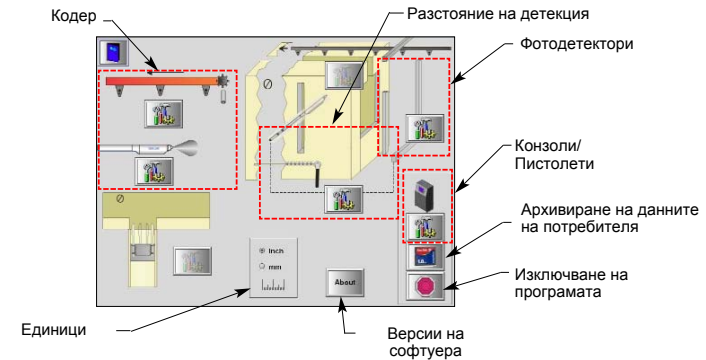 Кодер
Разстояние на детекция
Фотодетектори
Конзоли/
Пистолети
Архивиране на данните
на потребителя
Изключване на
програмата
Inch
mm
About
Единици
Версии на
софтуера